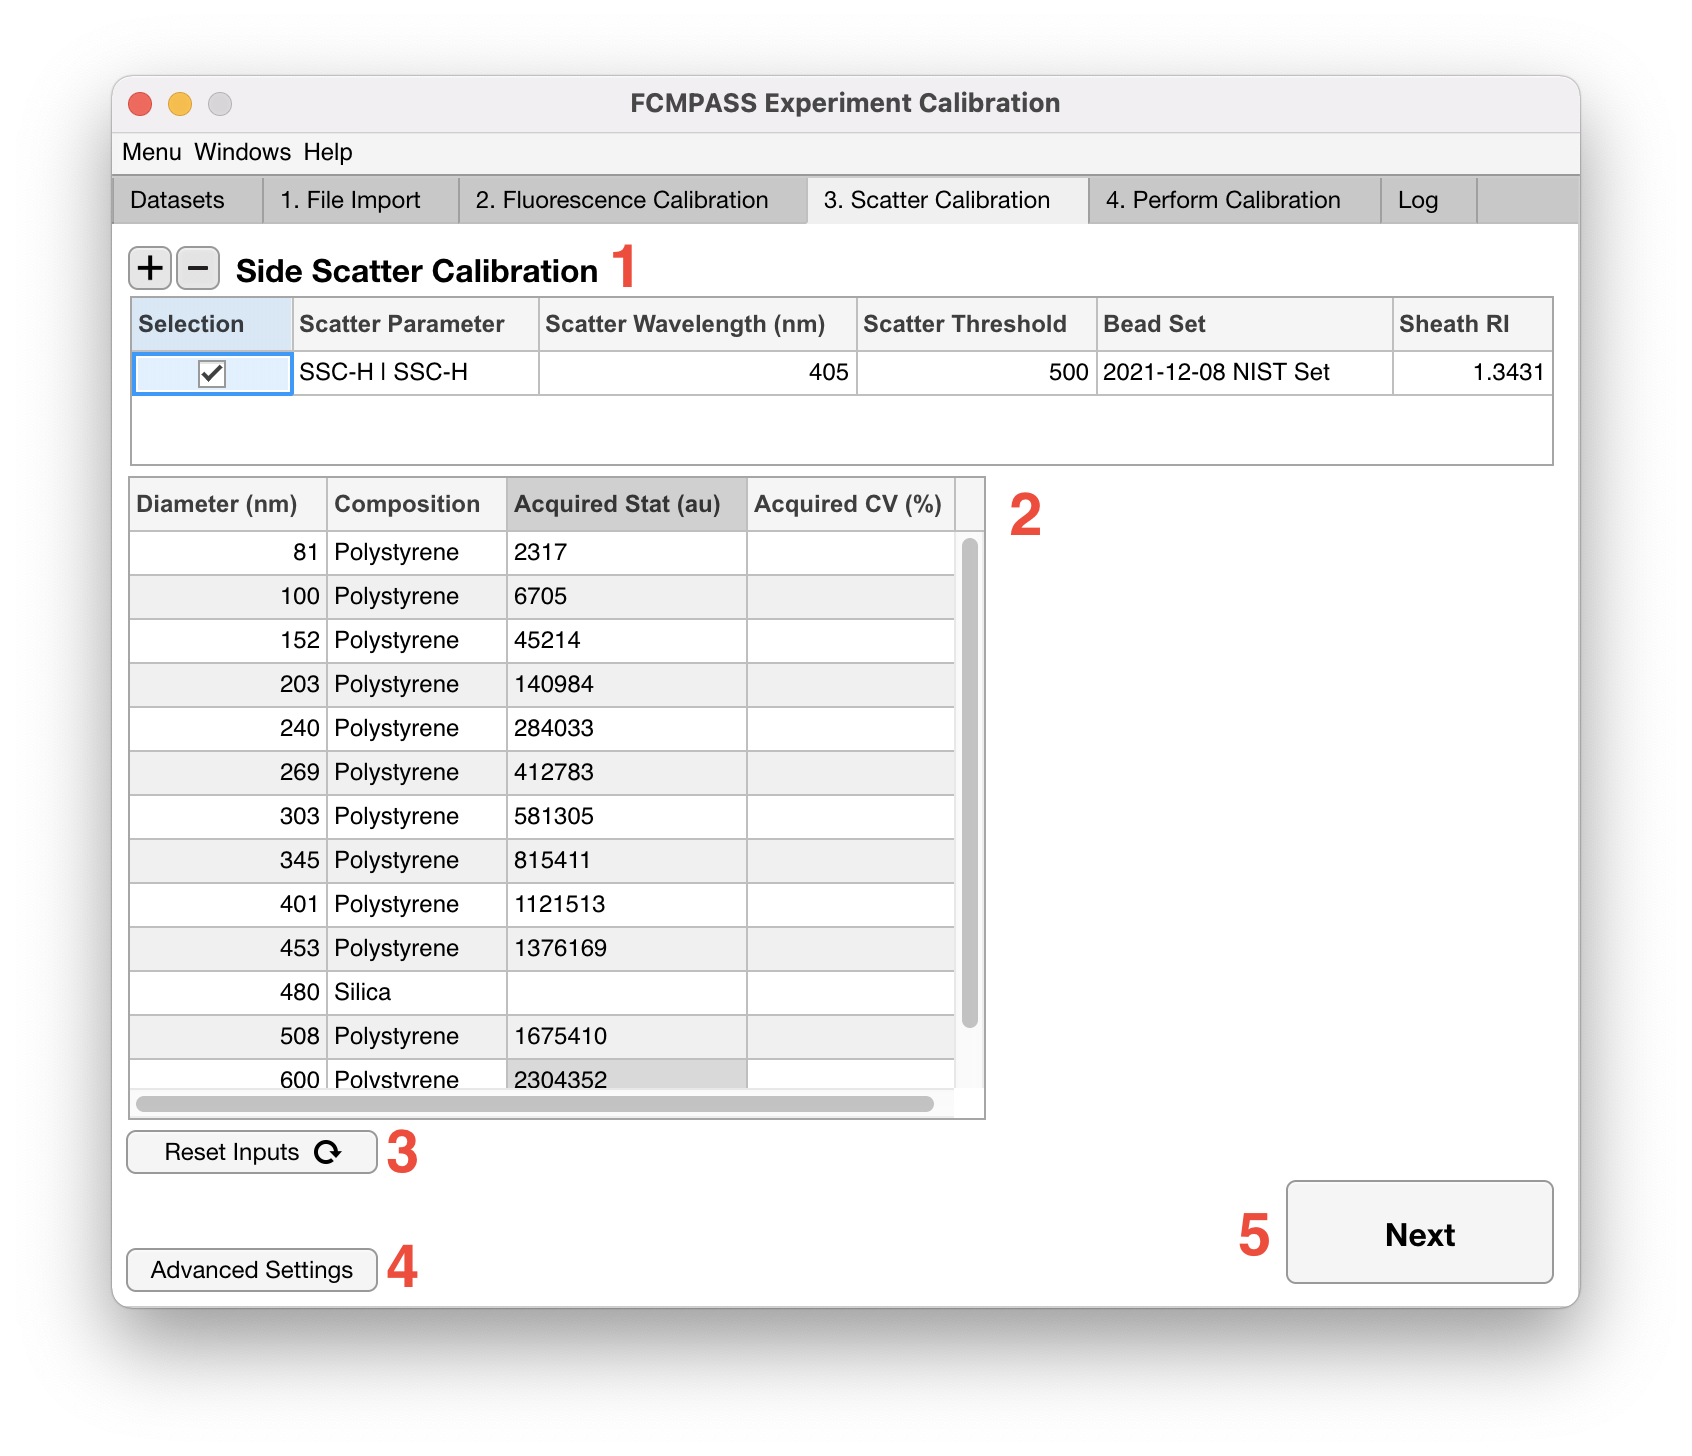 FCMPASS Experiment Calibration
Menu Windows Help
Datasets 1. File Import 2. Fluorescence Calibration 3. Scatter Calibration 4. Perform Calibration Log
+ − Side Scatter Calibration 1
Selection Scatter Parameter Scatter Wavelength (nm) Scatter Threshold Bead Set Sheath RI
SSC-H | SSC-H 405 500 2021-12-08 NIST Set 1.3431
Diameter (nm) Composition Acquired Stat (au) Acquired CV (%) 2
81 Polystyrene 2317
100 Polystyrene 6705
152 Polystyrene 45214
203 Polystyrene 140984
240 Polystyrene 284033
269 Polystyrene 412783
303 Polystyrene 581305
345 Polystyrene 815411
401 Polystyrene 1121513
453 Polystyrene 1376169
480 Silica
508 Polystyrene 1675410
600 Polystyrene 2304352
Reset Inputs 3
5 Next
Advanced Settings 4